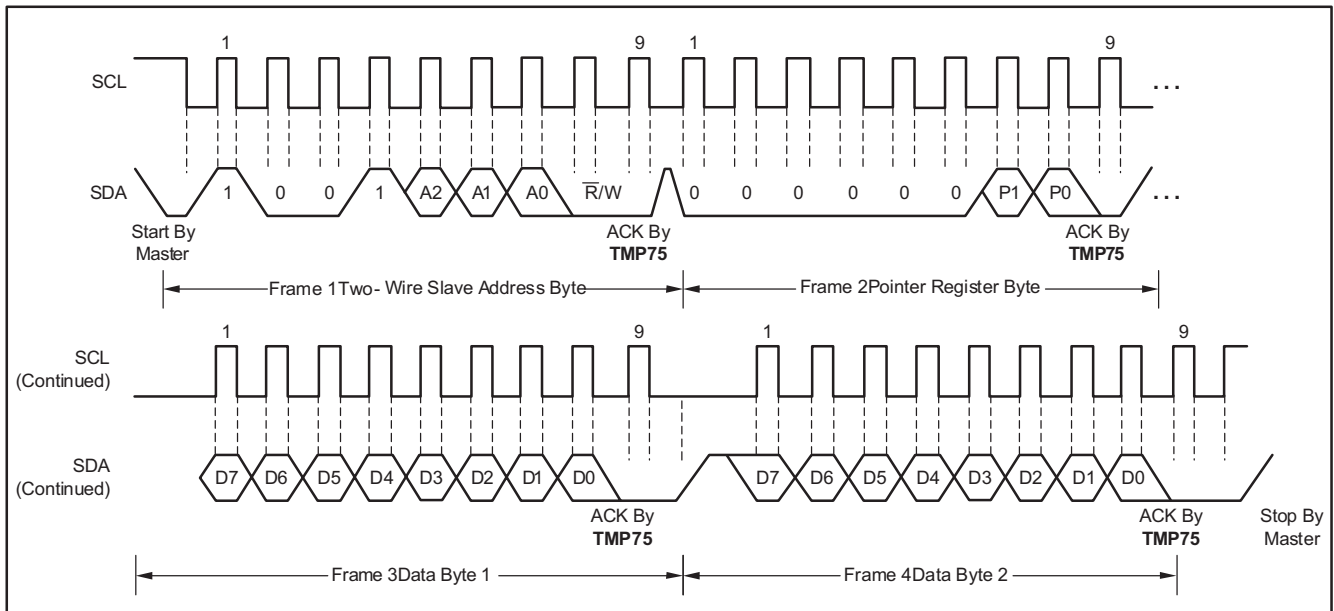 1 9 1 9
SCL ...
SDA 1 0 0 1 A2 A1 A0 R̅/W 0 0 0 0 0 0 P1 P0 ...
Start By Master ACK By TMP75 ACK By TMP75
Frame 1Two- Wire Slave Address Byte Frame 2Pointer Register Byte
1 9 1 9
SCL (Continued)
SDA (Continued) D7 D6 D5 D4 D3 D2 D1 D0 D7 D6 D5 D4 D3 D2 D1 D0
ACK By TMP75 ACK By TMP75 Stop By Master
Frame 3Data Byte 1 Frame 4Data Byte 2